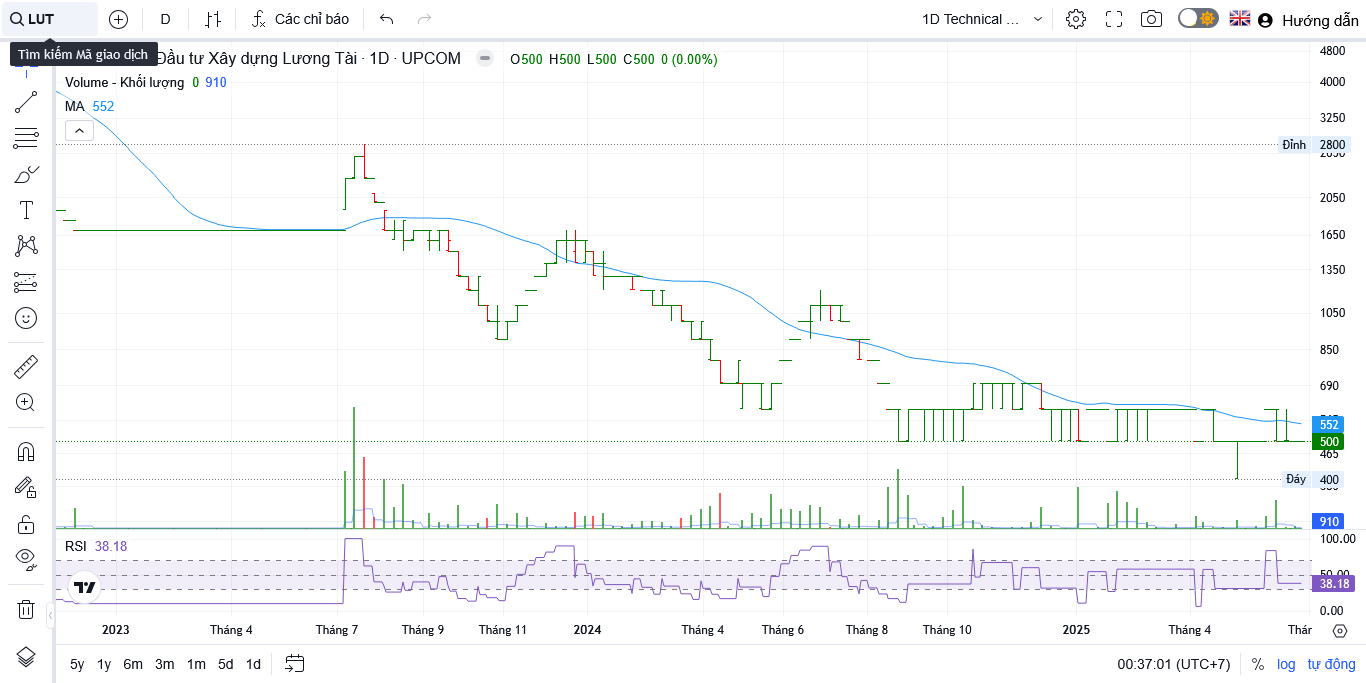 LUT D Các chỉ báo 1D Technical ... Hướng dẫn
Tìm kiếm Mã giao dịch Đầu tư Xây dựng Lương Tài · 1D · UPCOM O500 H500 L500 C500 0 (0.00%)
Volume - Khối lượng 0 910
MA 552
4800
4000
3250
Đỉnh 2800
2050
1650
1350
1050
850
690
552
500
465
Đáy 400
910
RSI 38.18
100.00
50.00
38.18
0.00
2023 Tháng 4 Tháng 7 Tháng 9 Tháng 11 2024 Tháng 4 Tháng 6 Tháng 8 Tháng 10 2025 Tháng 4 Thár
5y 1y 6m 3m 1m 5d 1d 00:37:01 (UTC+7) % log tự động